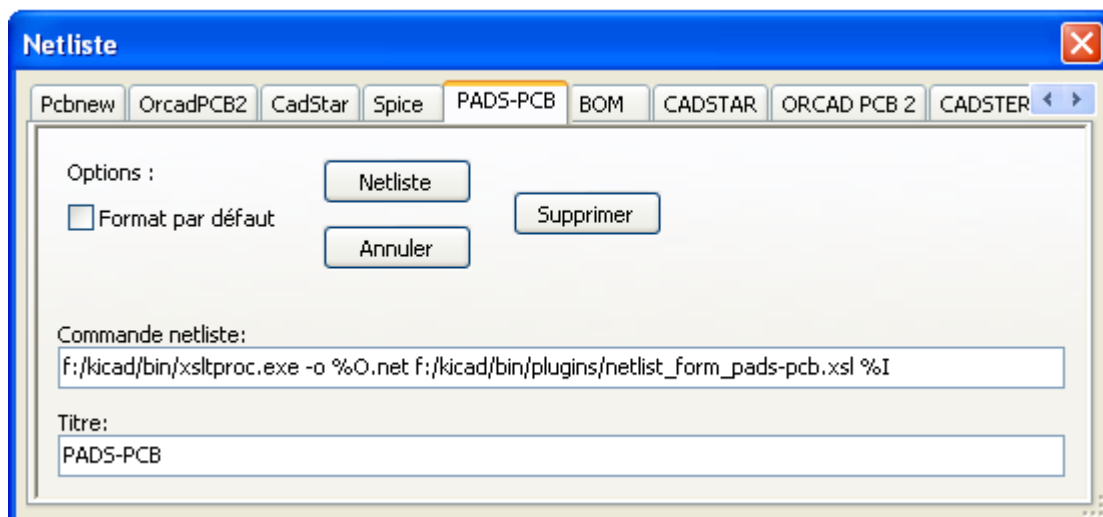 Netliste
Pcbnew OrcadPCB2 CadStar Spice PADS-PCB BOM CADSTAR ORCAD PCB 2 CADSTER
Options :
Netliste
Format par défaut
Supprimer
Annuler
Commande netliste:
f:/kicad/bin/xsltproc.exe -o %O.net f:/kicad/bin/plugins/netlist_form_pads-pcb.xsl %I
Titre:
PADS-PCB